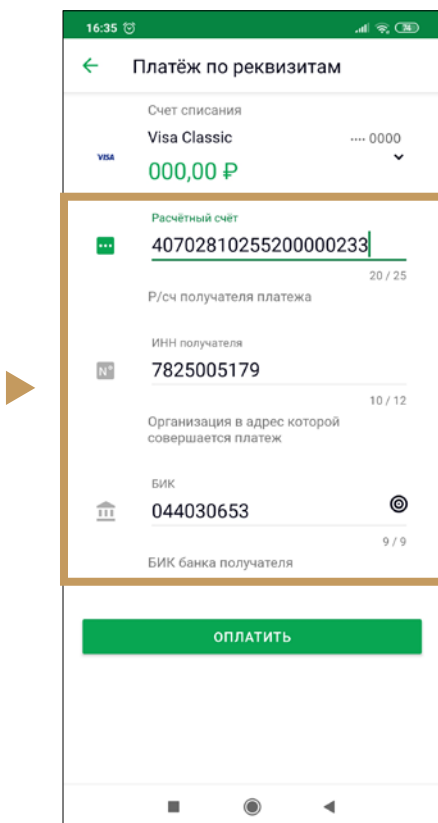 16:35 74
Платёж по реквизитам
Счет списания
Visa Classic .... 0000
VISA
000,00 ₽
Расчётный счёт
40702810255200000233
20 / 25
Р/сч получателя платежа
ИНН получателя
N° 7825005179
10 / 12
Организация в адрес которой
совершается платеж
БИК
044030653
9 / 9
БИК банка получателя
ОПЛАТИТЬ